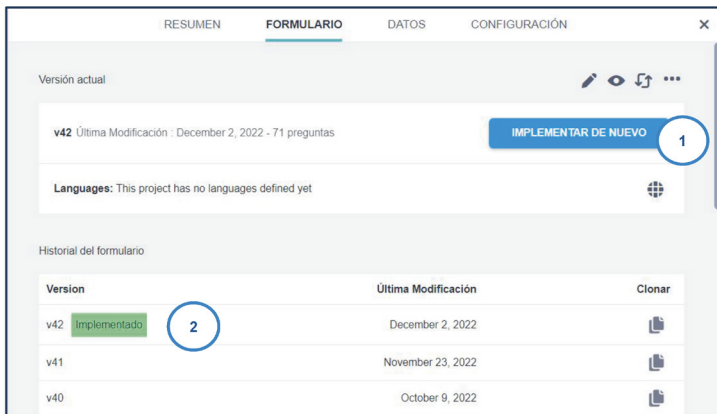 RESUMEN FORMULARIO DATOS CONFIGURACIÓN
Versión actual
v42 Última Modificación : December 2, 2022 - 71 preguntas
IMPLEMENTAR DE NUEVO
1
Languages: This project has no languages defined yet
Historial del formulario
Version Última Modificación Clonar
v42 Implementado 2 December 2, 2022
v41 November 23, 2022
v40 October 9, 2022